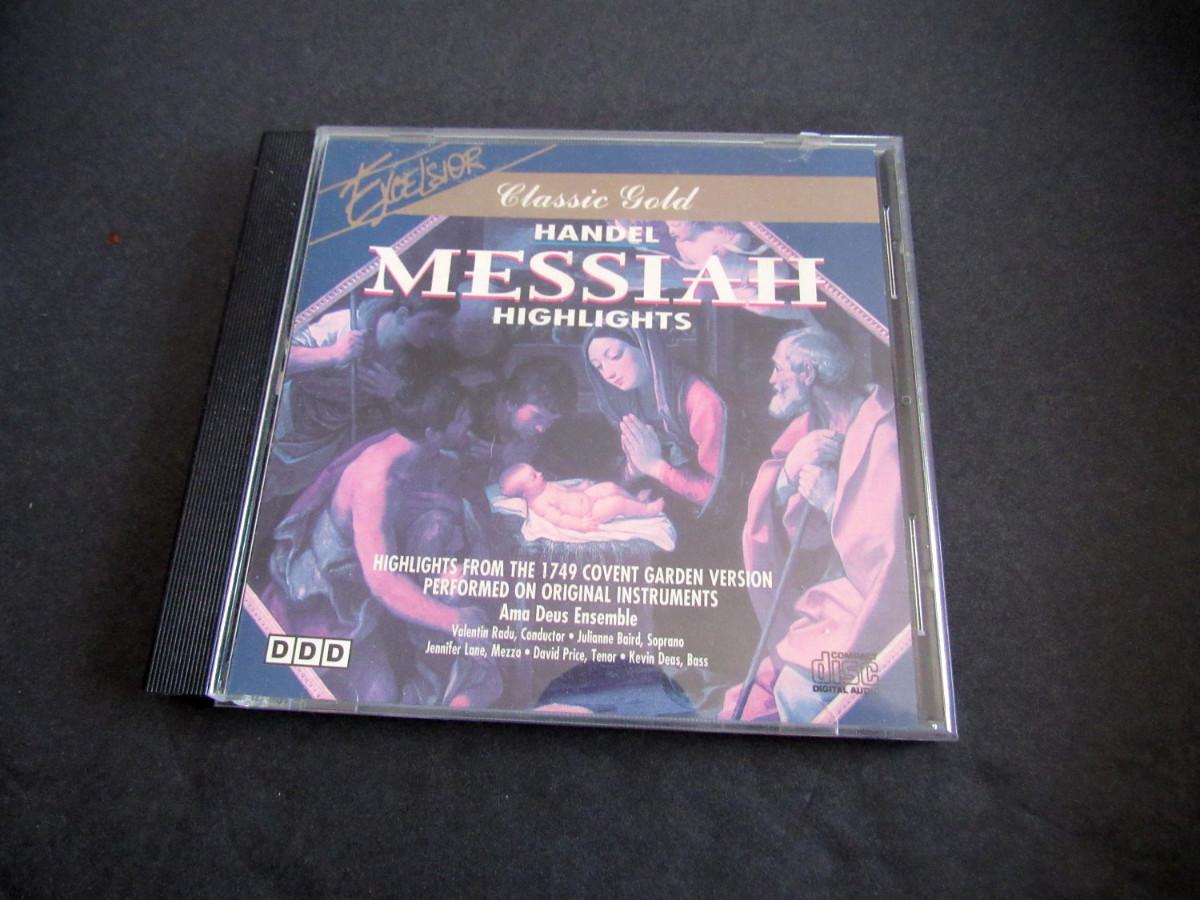 EXCELSIOR
Classic Gold
HANDEL
MESSIAH
HIGHLIGHTS
HIGHLIGHTS FROM THE 1749 COVENT GARDEN VERSION
PERFORMED ON ORIGINAL INSTRUMENTS
Ama Deus Ensemble
Valentin Radu, Conductor • Julianne Baird, Soprano
Jennifer Lane, Mezzo • David Price, Tenor • Kevin Deas, Bass
DDD
COMPACT
disc
DIGITAL AUDIO